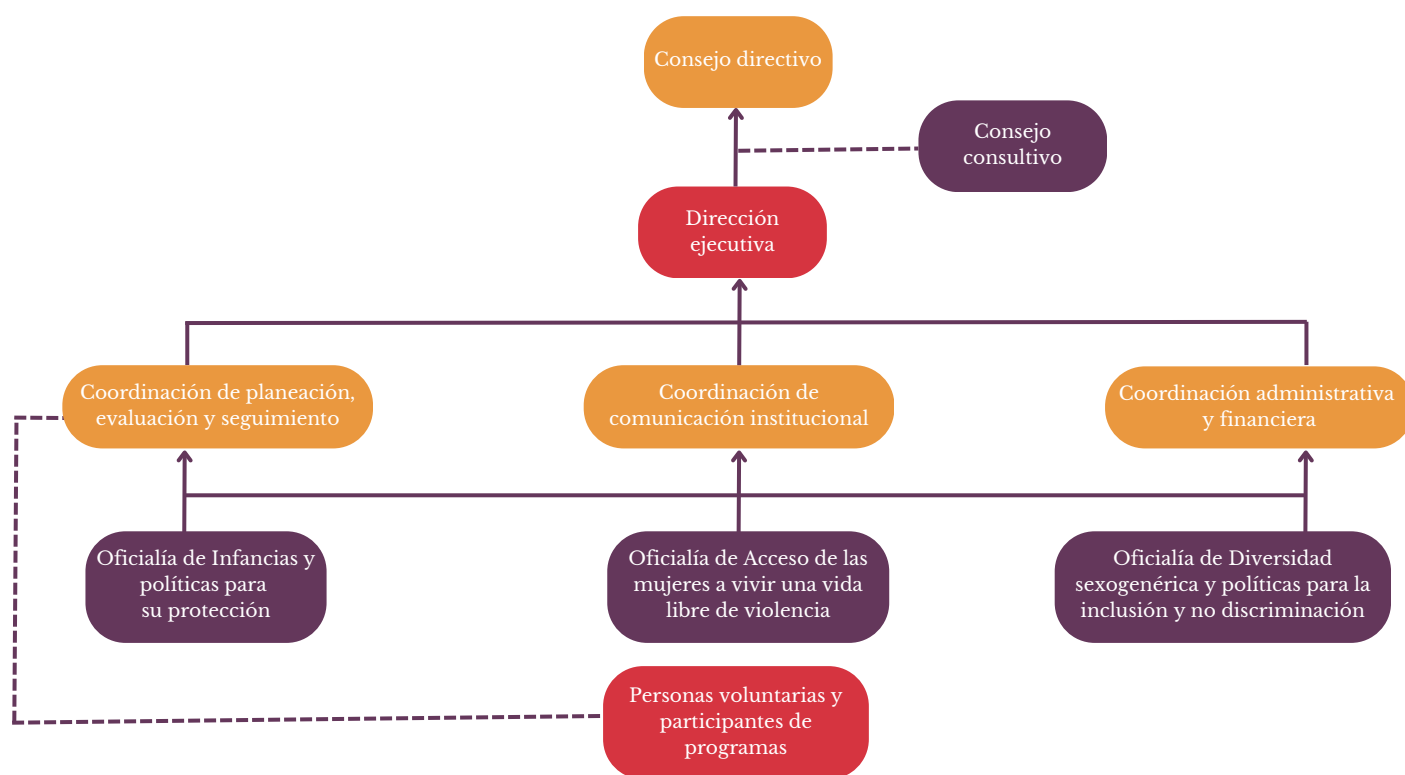 Consejo directivo
Consejo
consultivo
Dirección
ejecutiva
Coordinación de planeación,
evaluación y seguimiento
Coordinación de
comunicación institucional
Coordinación administrativa
y financiera
Oficialía de Infancias y
políticas para
su protección
Oficialía de Acceso de las
mujeres a vivir una vida
libre de violencia
Oficialía de Diversidad
sexogenérica y políticas para la
inclusión y no discriminación
Personas voluntarias y
participantes de
programas